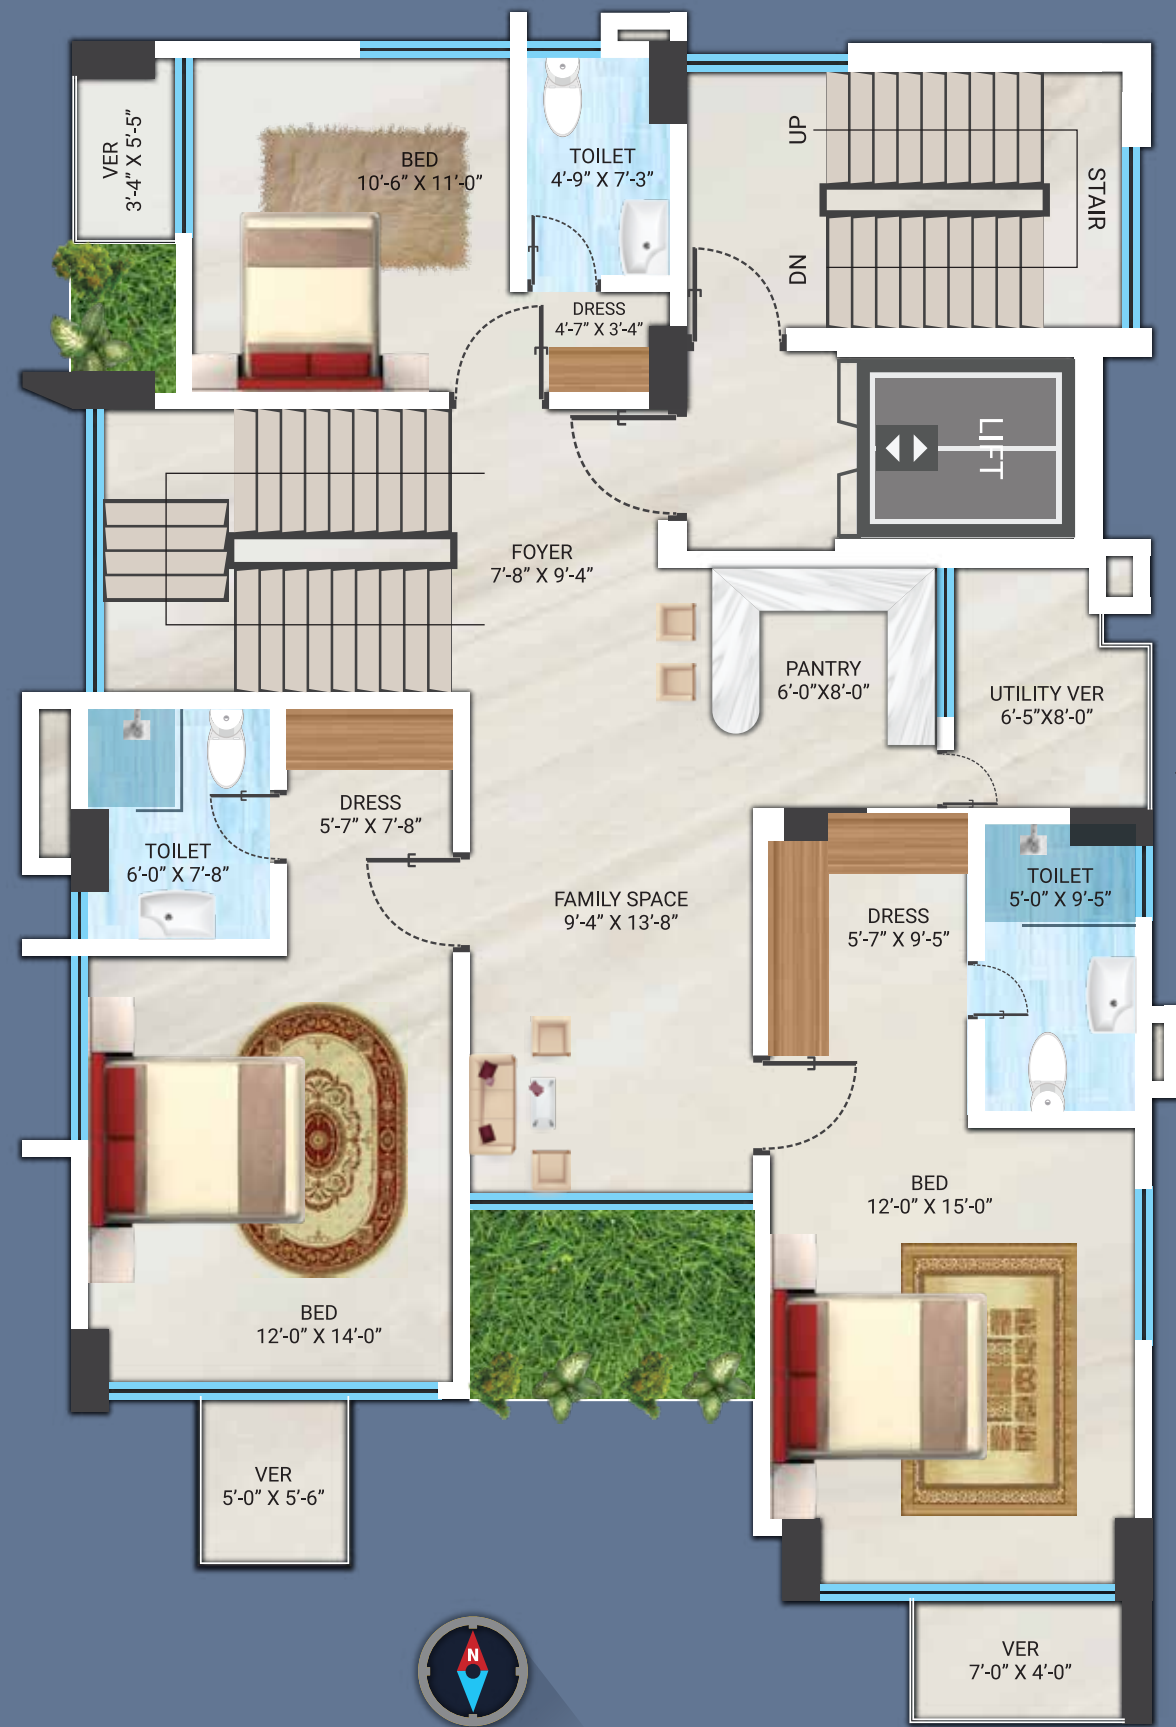 VER
3'-4" X 5'-5"
BED
10'-6" X 11'-0"
TOILET
4'-9" X 7'-3"
UP
DN
STAIR
DRESS
4'-7" X 3'-4"
LIFT
FOYER
7'-8" X 9'-4"
PANTRY
6'-0"X8'-0"
UTILITY VER
6'-5"X8'-0"
DRESS
5'-7" X 7'-8"
TOILET
6'-0" X 7'-8"
FAMILY SPACE
9'-4" X 13'-8"
DRESS
5'-7" X 9'-5"
TOILET
5'-0" X 9'-5"
BED
12'-0" X 15'-0"
BED
12'-0" X 14'-0"
VER
5'-0" X 5'-6"
VER
7'-0" X 4'-0"
N